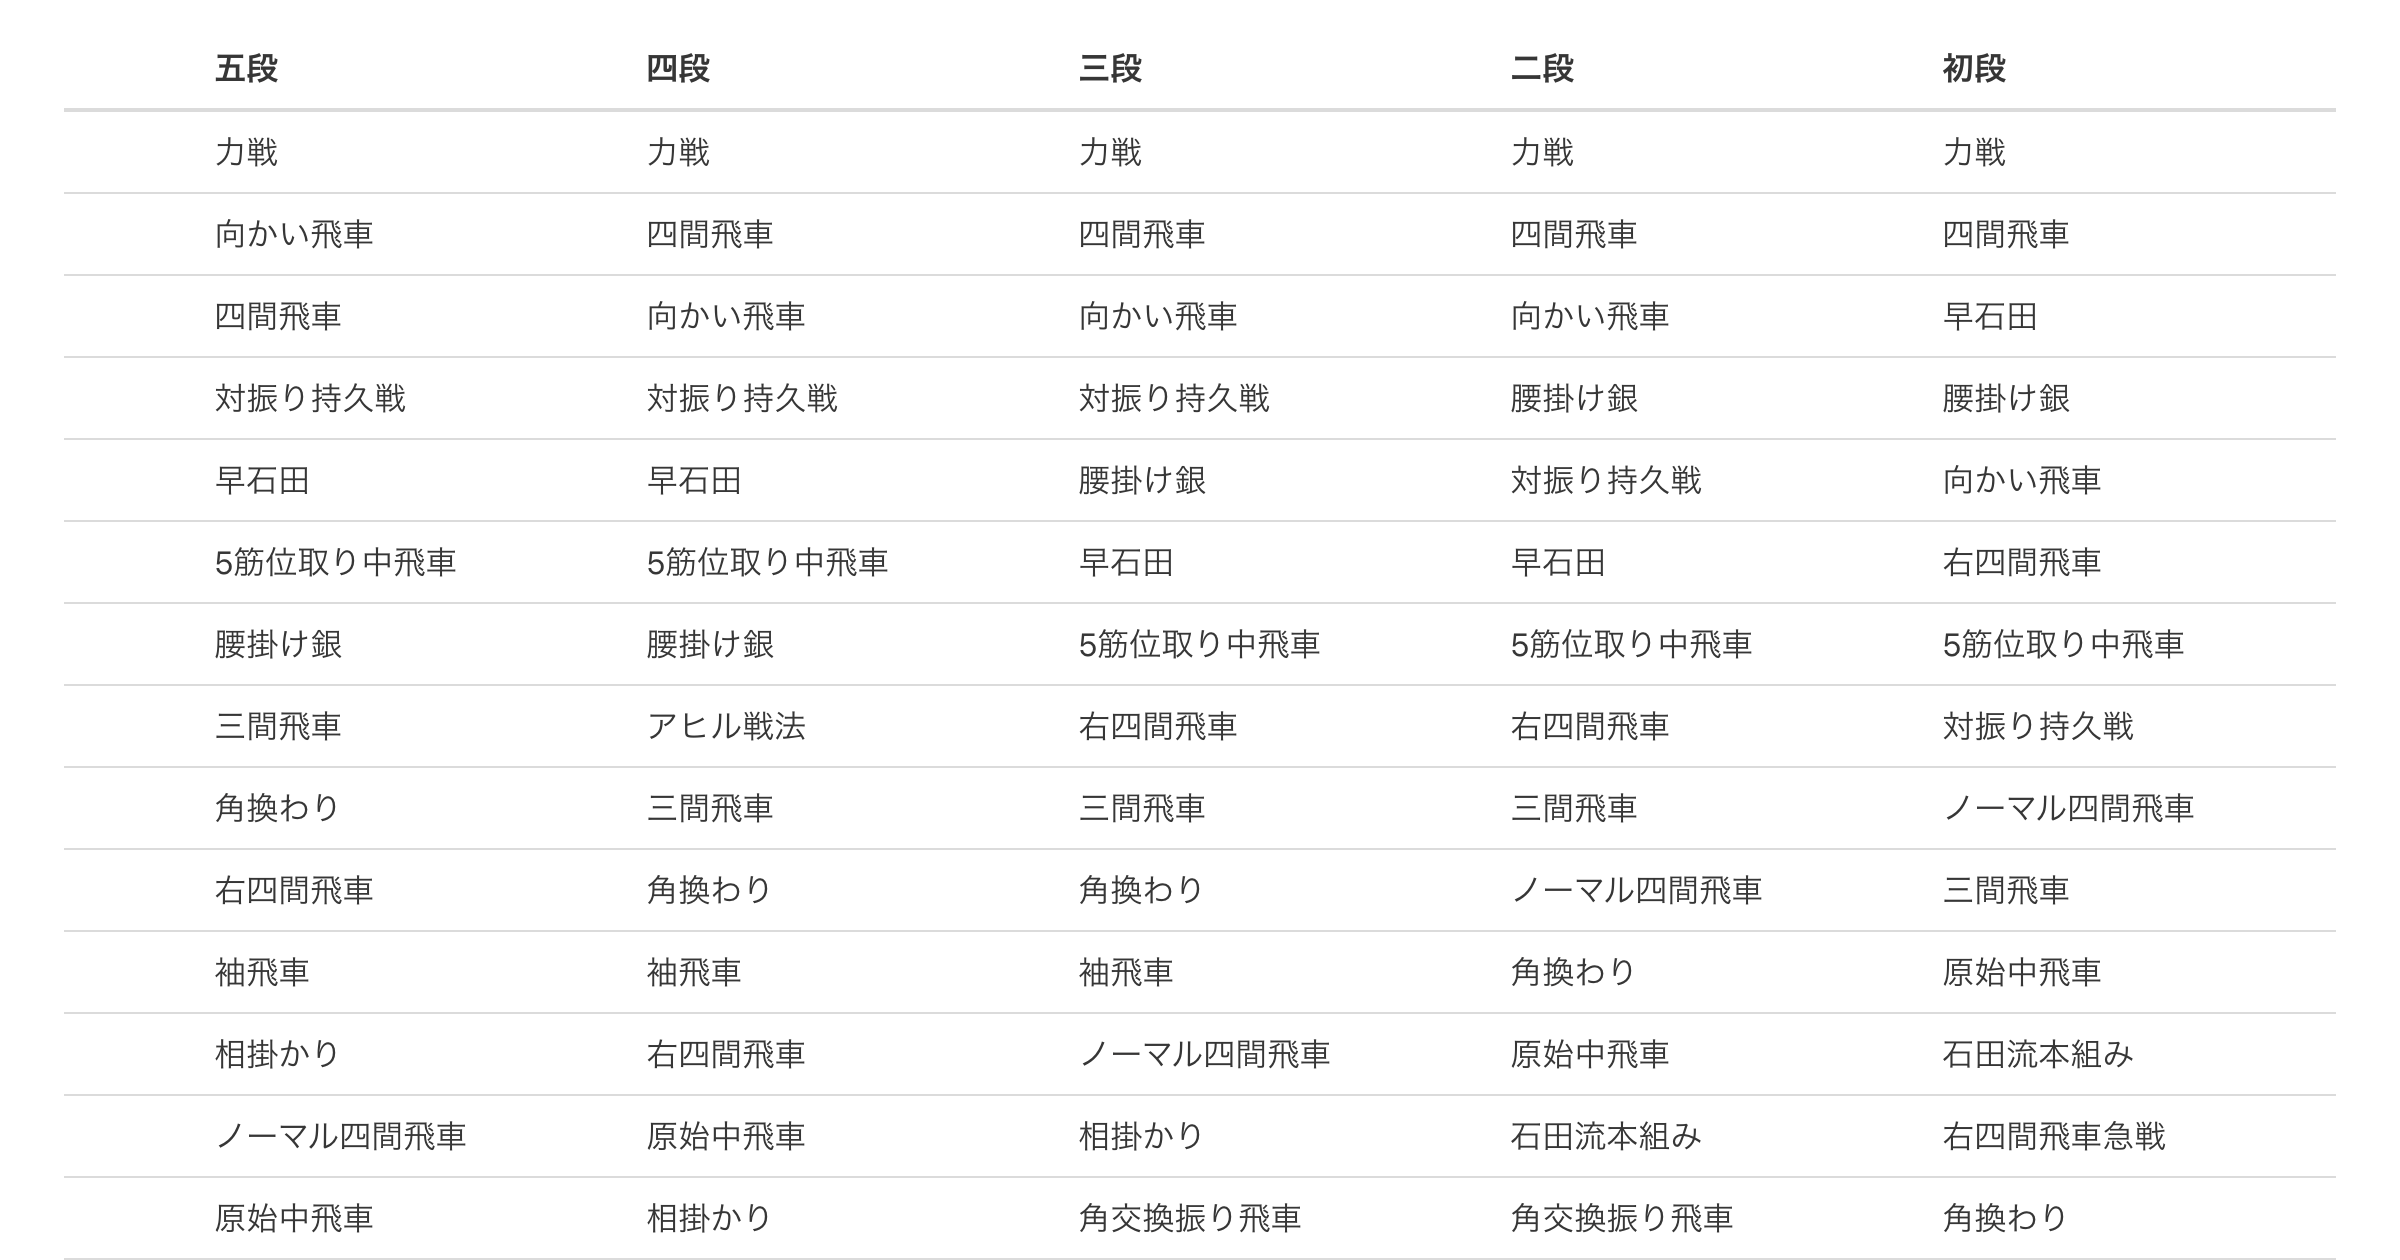 五段 四段 三段 二段 初段
力戦 力戦 力戦 力戦 力戦
向かい飛車 四間飛車 四間飛車 四間飛車 四間飛車
四間飛車 向かい飛車 向かい飛車 向かい飛車 早石田
対振り持久戦 対振り持久戦 対振り持久戦 腰掛け銀 腰掛け銀
早石田 早石田 腰掛け銀 対振り持久戦 向かい飛車
5筋位取り中飛車 5筋位取り中飛車 早石田 早石田 右四間飛車
腰掛け銀 腰掛け銀 5筋位取り中飛車 5筋位取り中飛車 5筋位取り中飛車
三間飛車 アヒル戦法 右四間飛車 右四間飛車 対振り持久戦
角換わり 三間飛車 三間飛車 三間飛車 ノーマル四間飛車
右四間飛車 角換わり 角換わり ノーマル四間飛車 三間飛車
袖飛車 袖飛車 袖飛車 角換わり 原始中飛車
相掛かり 右四間飛車 ノーマル四間飛車 原始中飛車 石田流本組み
ノーマル四間飛車 原始中飛車 相掛かり 石田流本組み 右四間飛車急戦
原始中飛車 相掛かり 角交換振り飛車 角交換振り飛車 角換わり